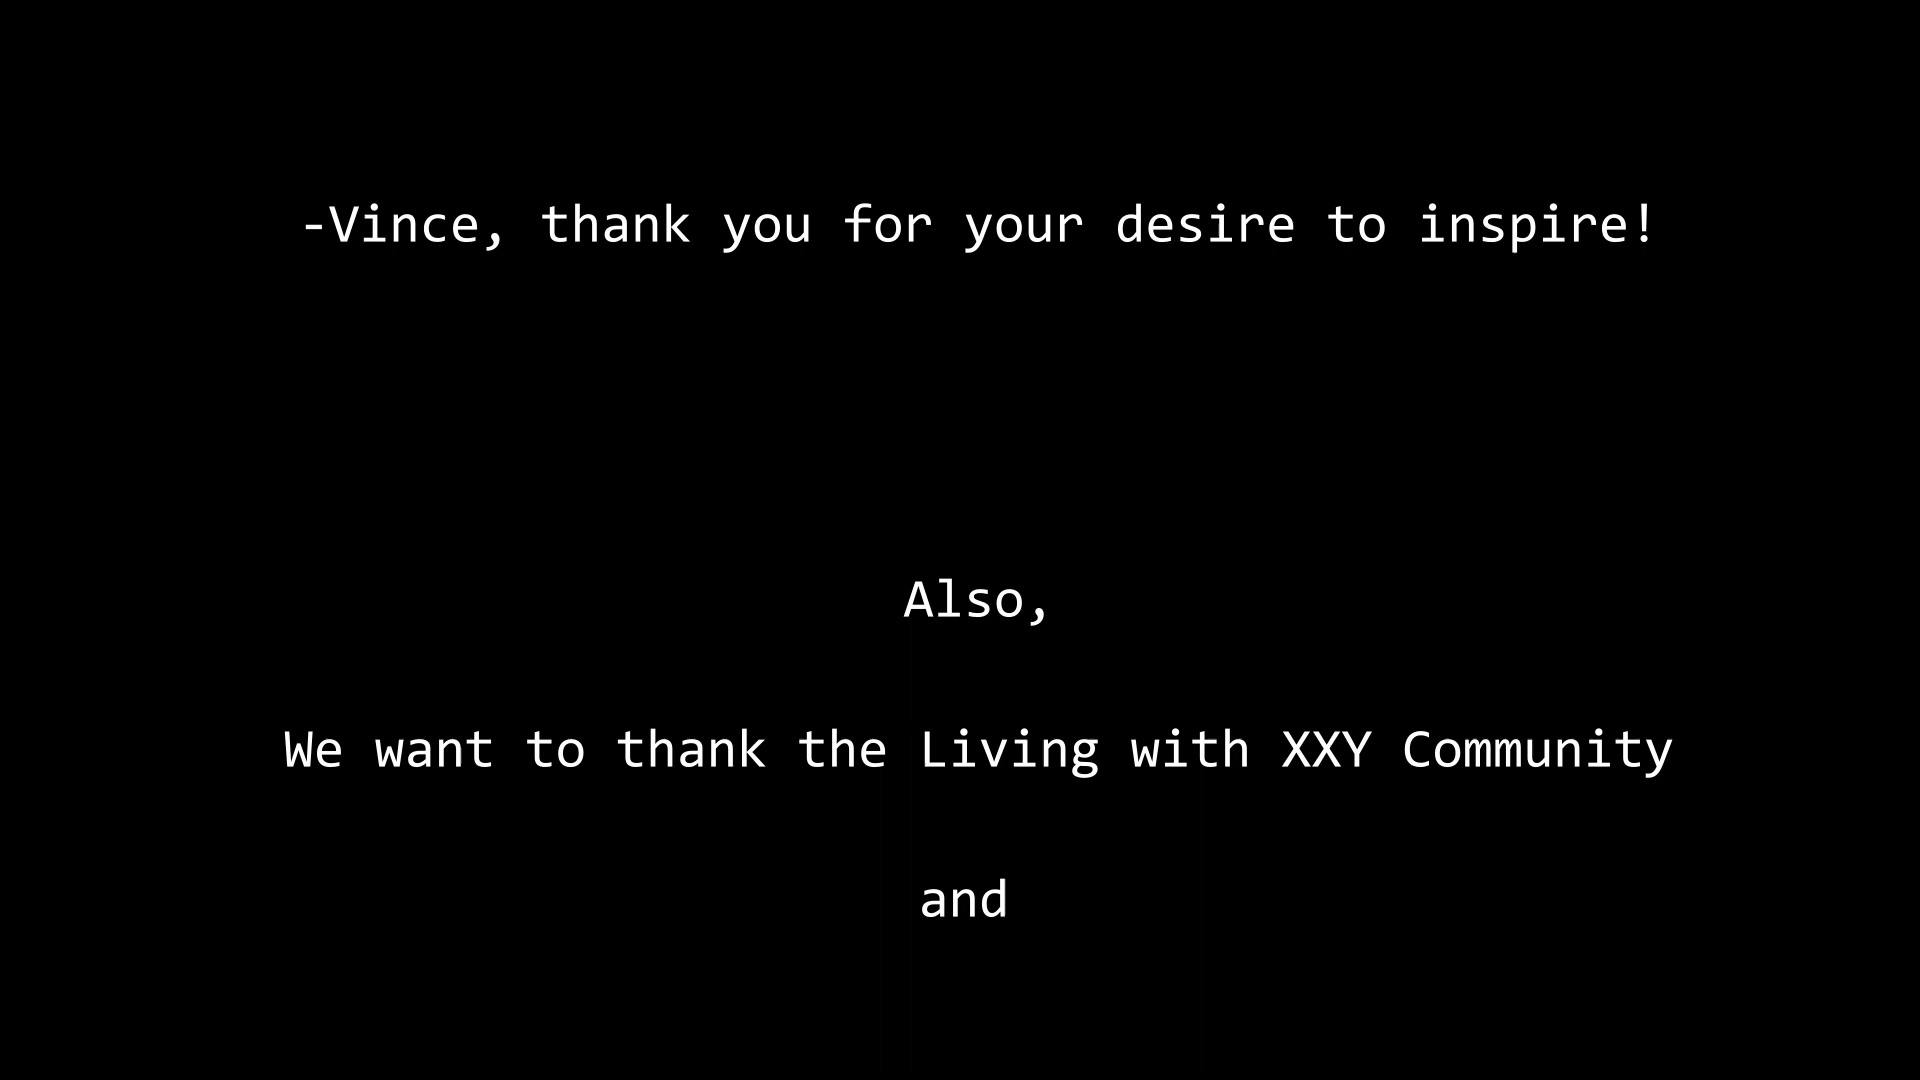 -Vince, thank you for your desire to inspire!
Also,
We want to thank the Living with XXY Community
and